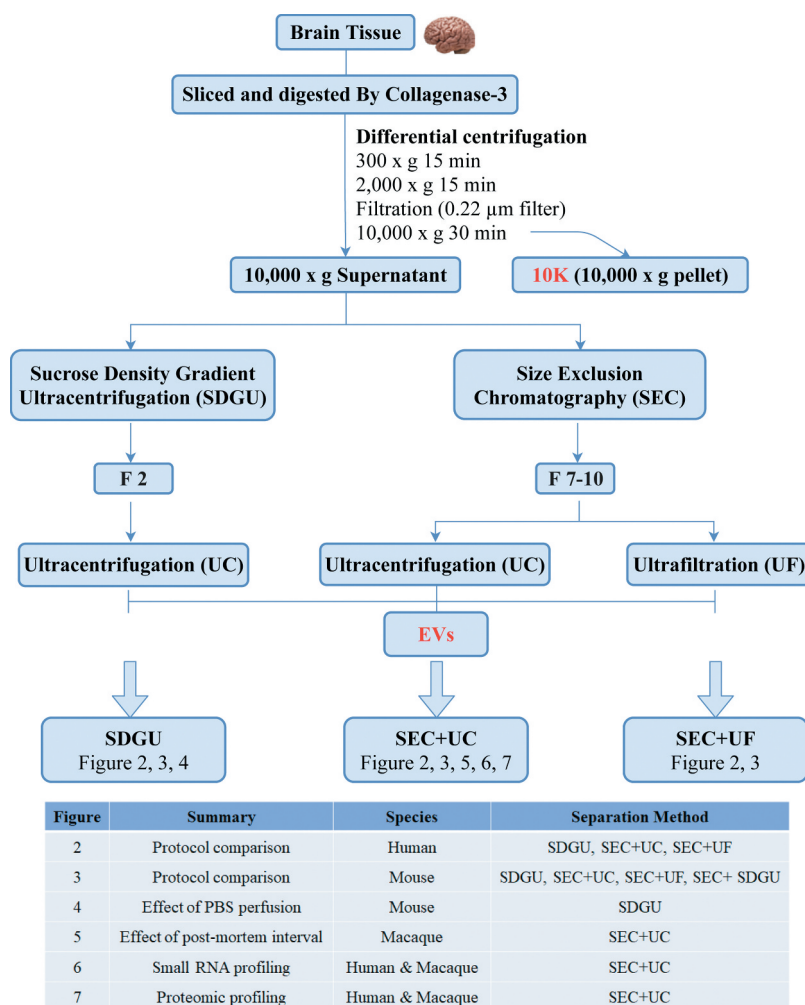 Brain Tissue
Sliced and digested By Collagenase-3
Differential centrifugation
300 x g 15 min
2,000 x g 15 min
Filtration (0.22 µm filter)
10,000 x g 30 min
10,000 x g Supernatant
10K (10,000 x g pellet)
Sucrose Density Gradient
Ultracentrifugation (SDGU)
Size Exclusion
Chromatography (SEC)
F 2
F 7-10
Ultracentrifugation (UC)
Ultracentrifugation (UC)
Ultrafiltration (UF)
EVs
SDGU
Figure 2, 3, 4
SEC+UC
Figure 2, 3, 5, 6, 7
SEC+UF
Figure 2, 3
Figure Summary Species Separation Method
2 Protocol comparison Human SDGU, SEC+UC, SEC+UF
3 Protocol comparison Mouse SDGU, SEC+UC, SEC+UF, SEC+ SDGU
4 Effect of PBS perfusion Mouse SDGU
5 Effect of post-mortem interval Macaque SEC+UC
6 Small RNA profiling Human & Macaque SEC+UC
7 Proteomic profiling Human & Macaque SEC+UC